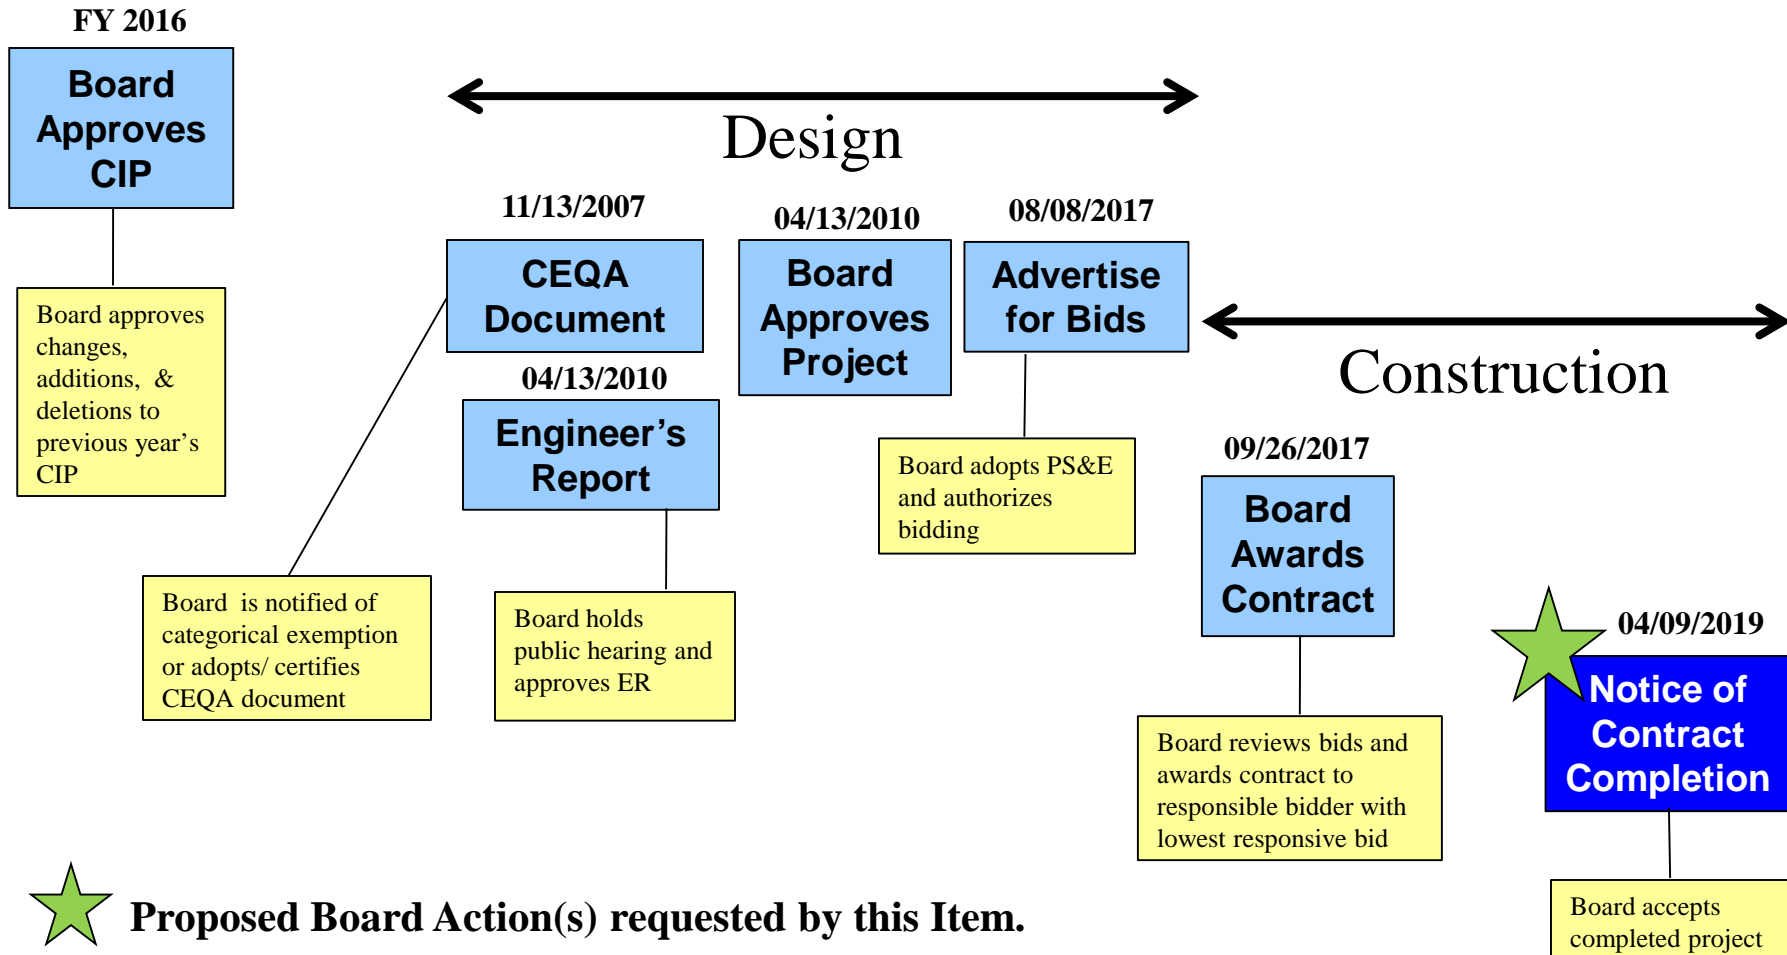 FY 2016
Board
Approves
CIP
Board approves
changes,
additions, &
deletions to
previous year’s
CIP
Design
11/13/2007
CEQA
Document
Board is notified of
categorical exemption
or adopts/ certifies
CEQA document
04/13/2010
Engineer’s
Report
Board holds
public hearing and
approves ER
04/13/2010
Board
Approves
Project
08/08/2017
Advertise
for Bids
Board adopts PS&E
and authorizes
bidding
Construction
09/26/2017
Board
Awards
Contract
Board reviews bids and
awards contract to
responsible bidder with
lowest responsive bid
04/09/2019
Notice of
Contract
Completion
Board accepts
completed project
Proposed Board Action(s) requested by this Item.